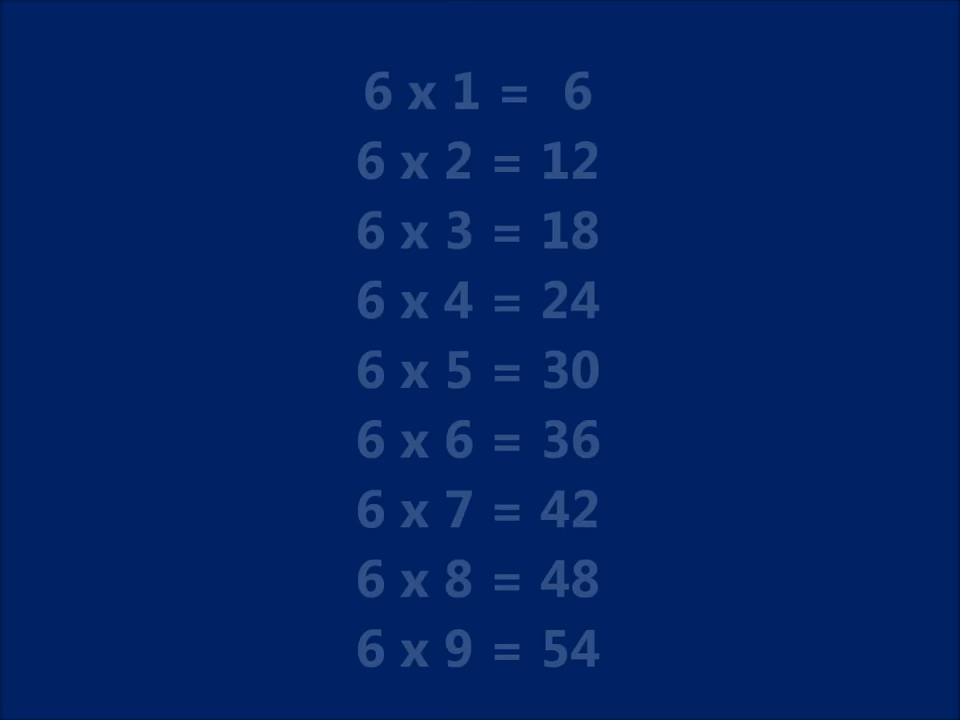 6 x 1 = 6
6 x 2 = 12
6 x 3 = 18
6 x 4 = 24
6 x 5 = 30
6 x 6 = 36
6 x 7 = 42
6 x 8 = 48
6 x 9 = 54